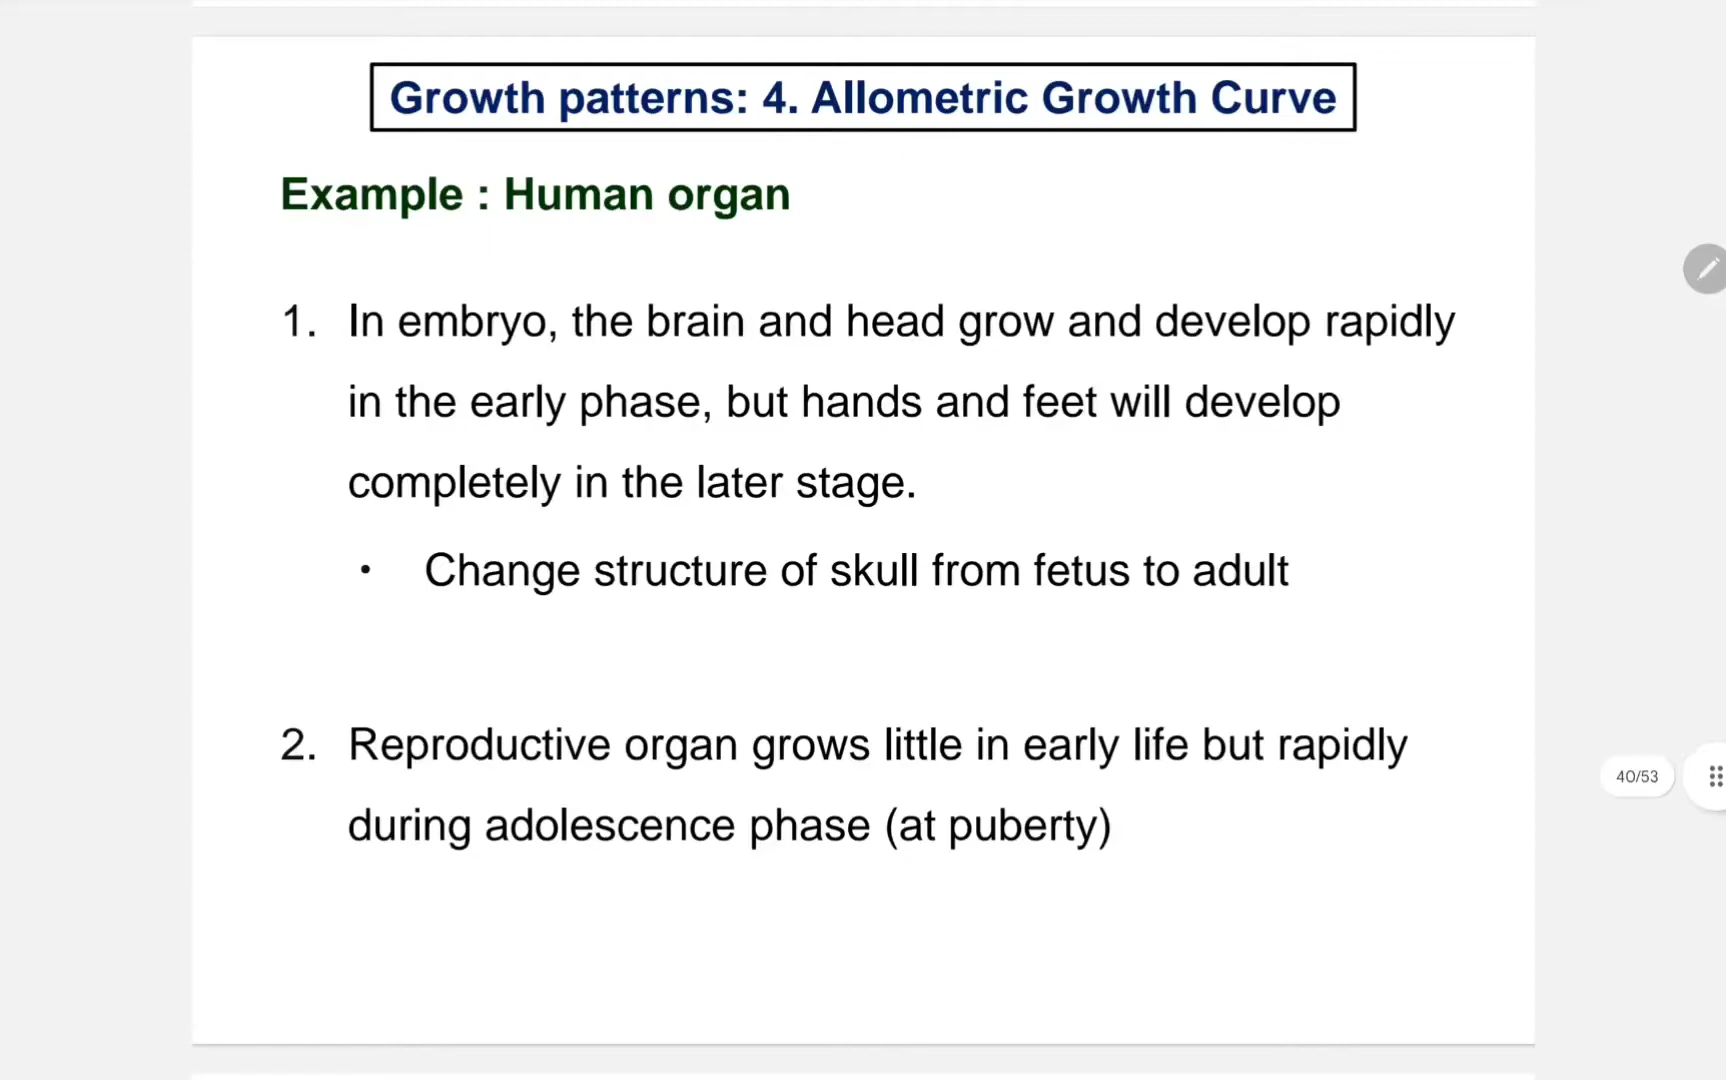 Growth patterns: 4. Allometric Growth Curve
Example : Human organ
1. In embryo, the brain and head grow and develop rapidly
in the early phase, but hands and feet will develop
completely in the later stage.
• Change structure of skull from fetus to adult
2. Reproductive organ grows little in early life but rapidly
during adolescence phase (at puberty)
40/53